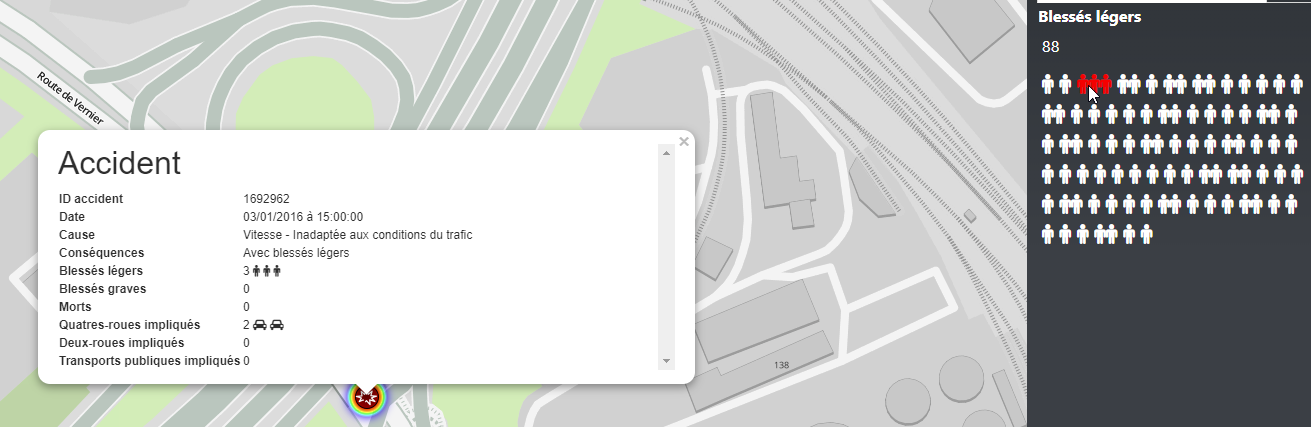 Route de Vernier
Accident
×
ID accident 1692962
Date 03/01/2016 à 15:00:00
Cause Vitesse - Inadaptée aux conditions du trafic
Conséquences Avec blessés légers
Blessés légers 3
Blessés graves 0
Morts 0
Quatres-roues impliqués 2
Deux-roues impliqués 0
Transports publiques impliqués 0
138
Blessés légers
88